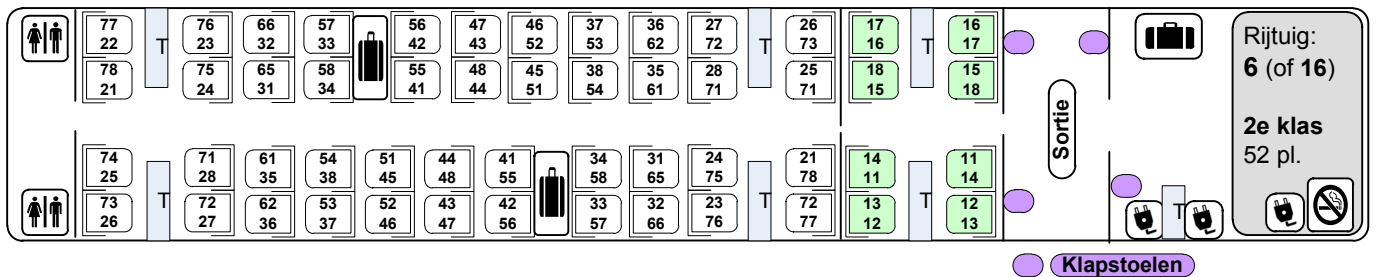 77 76 66 57 56 47 46 37 36 27 26 17 16
22 T 23 32 33 42 43 52 53 62 72 T 73 16 T 17
78 75 65 58 55 48 45 38 35 28 25 18 15
21 24 31 34 41 44 51 54 61 71 71 15 18
74 71 61 54 51 44 41 34 31 24 21 14 11
25 28 35 38 45 48 55 58 65 75 78 11 14
73 T 72 62 53 52 43 42 33 32 23 T 72 13 T 12
26 27 36 37 46 47 56 57 66 76 77 12 13
Sortie
T
Rijtuig:
6 (of 16)
2e klas
52 pl.
Klapstoelen